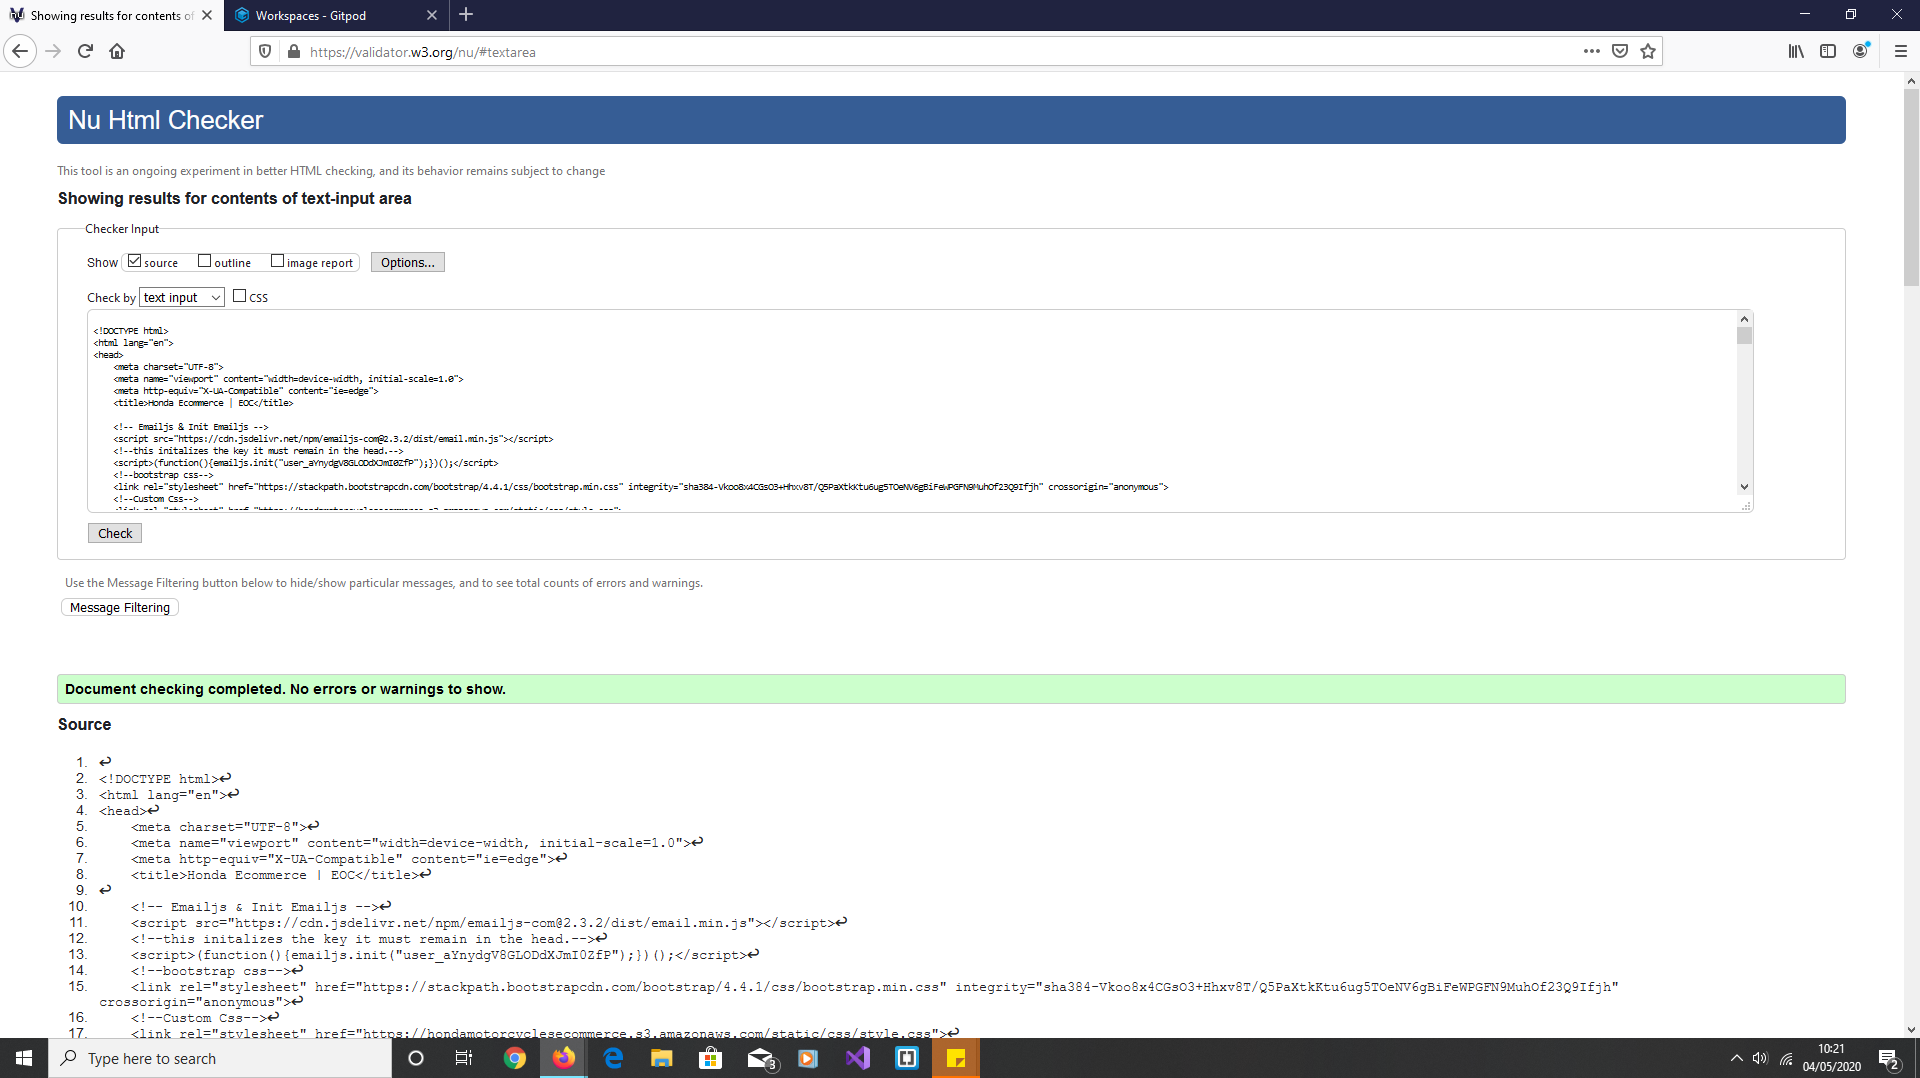 Showing results for contents of
Workspaces - Gitpod
https://validator.w3.org/nu/#textarea
Nu Html Checker
This tool is an ongoing experiment in better HTML checking, and its behavior remains subject to change
Showing results for contents of text-input area
Checker Input
Show source outline image report Options...
Check by text input CSS
<!DOCTYPE html>
<html lang="en">
<head>
<meta charset="UTF-8">
<meta name="viewport" content="width=device-width, initial-scale=1.0">
<meta http-equiv="X-UA-Compatible" content="ie=edge">
<title>Honda Ecommerce | EOC</title>
<!-- Emailjs & Init Emailjs -->
<script src="https://cdn.jsdelivr.net/npm/emailjs-com@2.3.2/dist/email.min.js"></script>
<!--this initalizes the key it must remain in the head.-->
<script>(function(){emailjs.init("user_aYnydgV8GLODdXJmI0ZfP");})();</script>
<!--bootstrap css-->
<link rel="stylesheet" href="https://stackpath.bootstrapcdn.com/bootstrap/4.4.1/css/bootstrap.min.css" integrity="sha384-Vkoo8x4CGsO3+Hhxv8T/Q5PaXtkKtu6ug5TOeNV6gBiFeWPGFN9MuhOf23Q9Ifjh" crossorigin="anonymous">
<!--Custom Css-->
<link rel="stylesheet" href="https://hondamotorcyclesecommerce.s3.amazonaws.com/static/css/style.css">
Check
Use the Message Filtering button below to hide/show particular messages, and to see total counts of errors and warnings.
Message Filtering
Document checking completed. No errors or warnings to show.
Source
1. ↩
2. <!DOCTYPE html>↩
3. <html lang="en">↩
4. <head>↩
5. <meta charset="UTF-8">↩
6. <meta name="viewport" content="width=device-width, initial-scale=1.0">↩
7. <meta http-equiv="X-UA-Compatible" content="ie=edge">↩
8. <title>Honda Ecommerce | EOC</title>↩
9. ↩
10. <!-- Emailjs & Init Emailjs -->↩
11. <script src="https://cdn.jsdelivr.net/npm/emailjs-com@2.3.2/dist/email.min.js"></script>↩
12. <!--this initalizes the key it must remain in the head.-->↩
13. <script>(function(){emailjs.init("user_aYnydgV8GLODdXJmI0ZfP");})();</script>↩
14. <!--bootstrap css-->↩
15. <link rel="stylesheet" href="https://stackpath.bootstrapcdn.com/bootstrap/4.4.1/css/bootstrap.min.css" integrity="sha384-Vkoo8x4CGsO3+Hhxv8T/Q5PaXtkKtu6ug5TOeNV6gBiFeWPGFN9MuhOf23Q9Ifjh"
crossorigin="anonymous">↩
16. <!--Custom Css-->↩
17. <link rel="stylesheet" href="https://hondamotorcyclesecommerce.s3.amazonaws.com/static/css/style.css">↩
Type here to search
3
10:21
04/05/2020
2